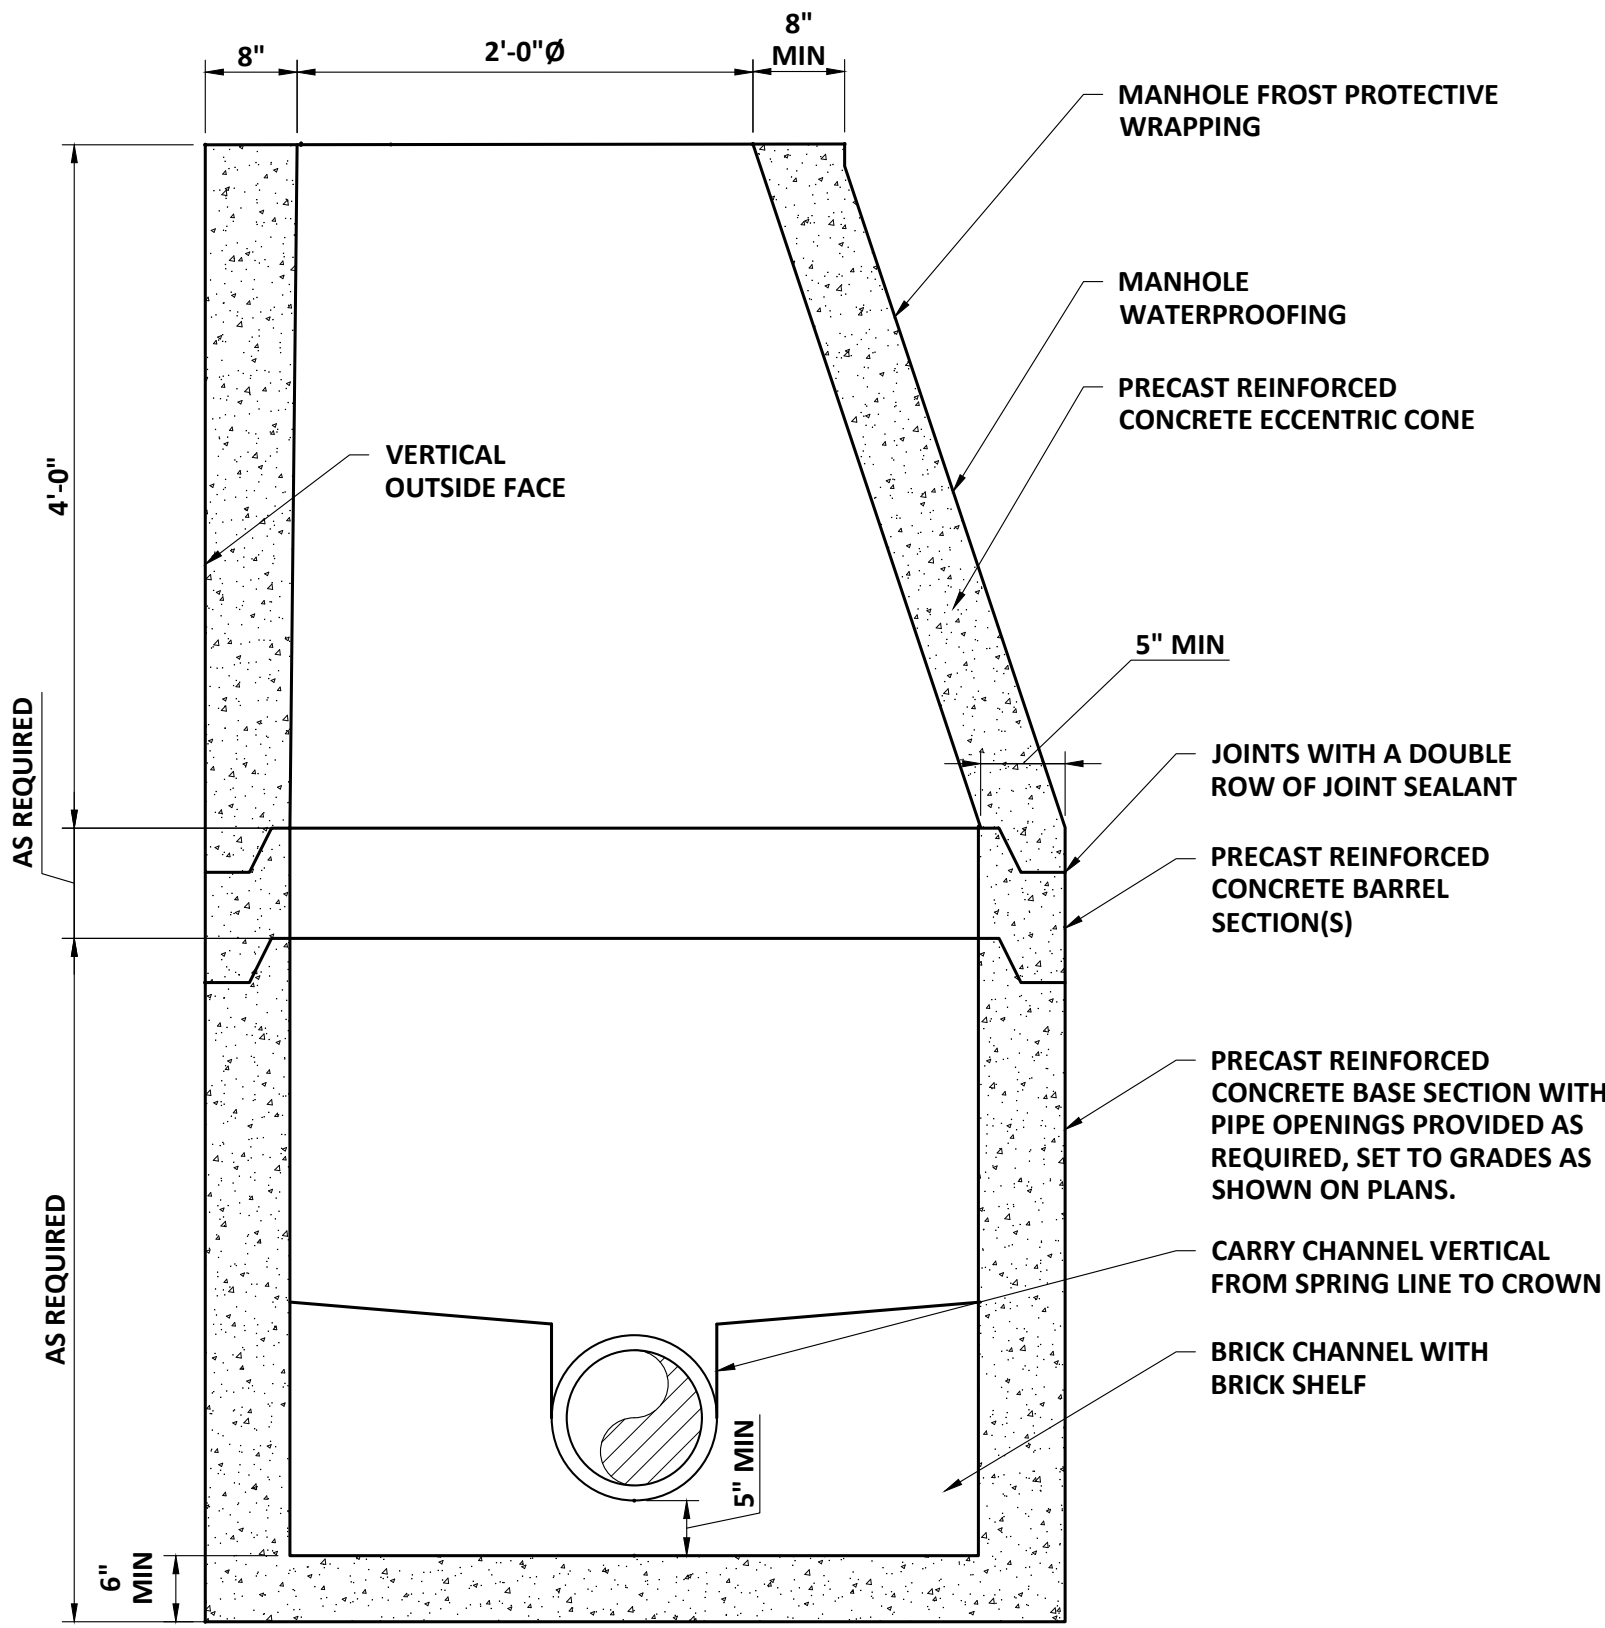 8"
2'-0"Ø
8"
MIN
MANHOLE FROST PROTECTIVE
WRAPPING
MANHOLE
WATERPROOFING
PRECAST REINFORCED
CONCRETE ECCENTRIC CONE
VERTICAL
OUTSIDE FACE
4'-0"
5" MIN
AS REQUIRED
JOINTS WITH A DOUBLE
ROW OF JOINT SEALANT
PRECAST REINFORCED
CONCRETE BARREL
SECTION(S)
PRECAST REINFORCED
CONCRETE BASE SECTION WITH
PIPE OPENINGS PROVIDED AS
REQUIRED, SET TO GRADES AS
SHOWN ON PLANS.
AS REQUIRED
CARRY CHANNEL VERTICAL
FROM SPRING LINE TO CROWN
BRICK CHANNEL WITH
BRICK SHELF
5" MIN
6"
MIN